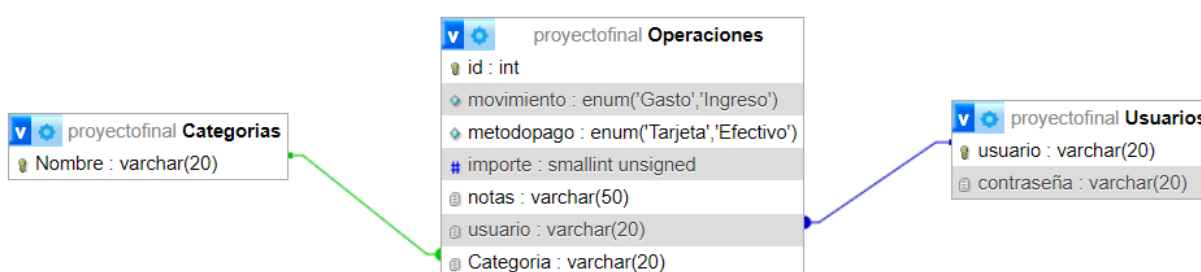 proyectofinal Categorias
Nombre : varchar(20)
v proyectofinal Operaciones
id : int
movimiento : enum('Gasto','Ingreso')
metodopago : enum('Tarjeta','Efectivo')
# importe : smallint unsigned
notas : varchar(50)
usuario : varchar(20)
Categoria : varchar(20)
v proyectofinal Usuarios
usuario : varchar(20)
contraseña : varchar(20)